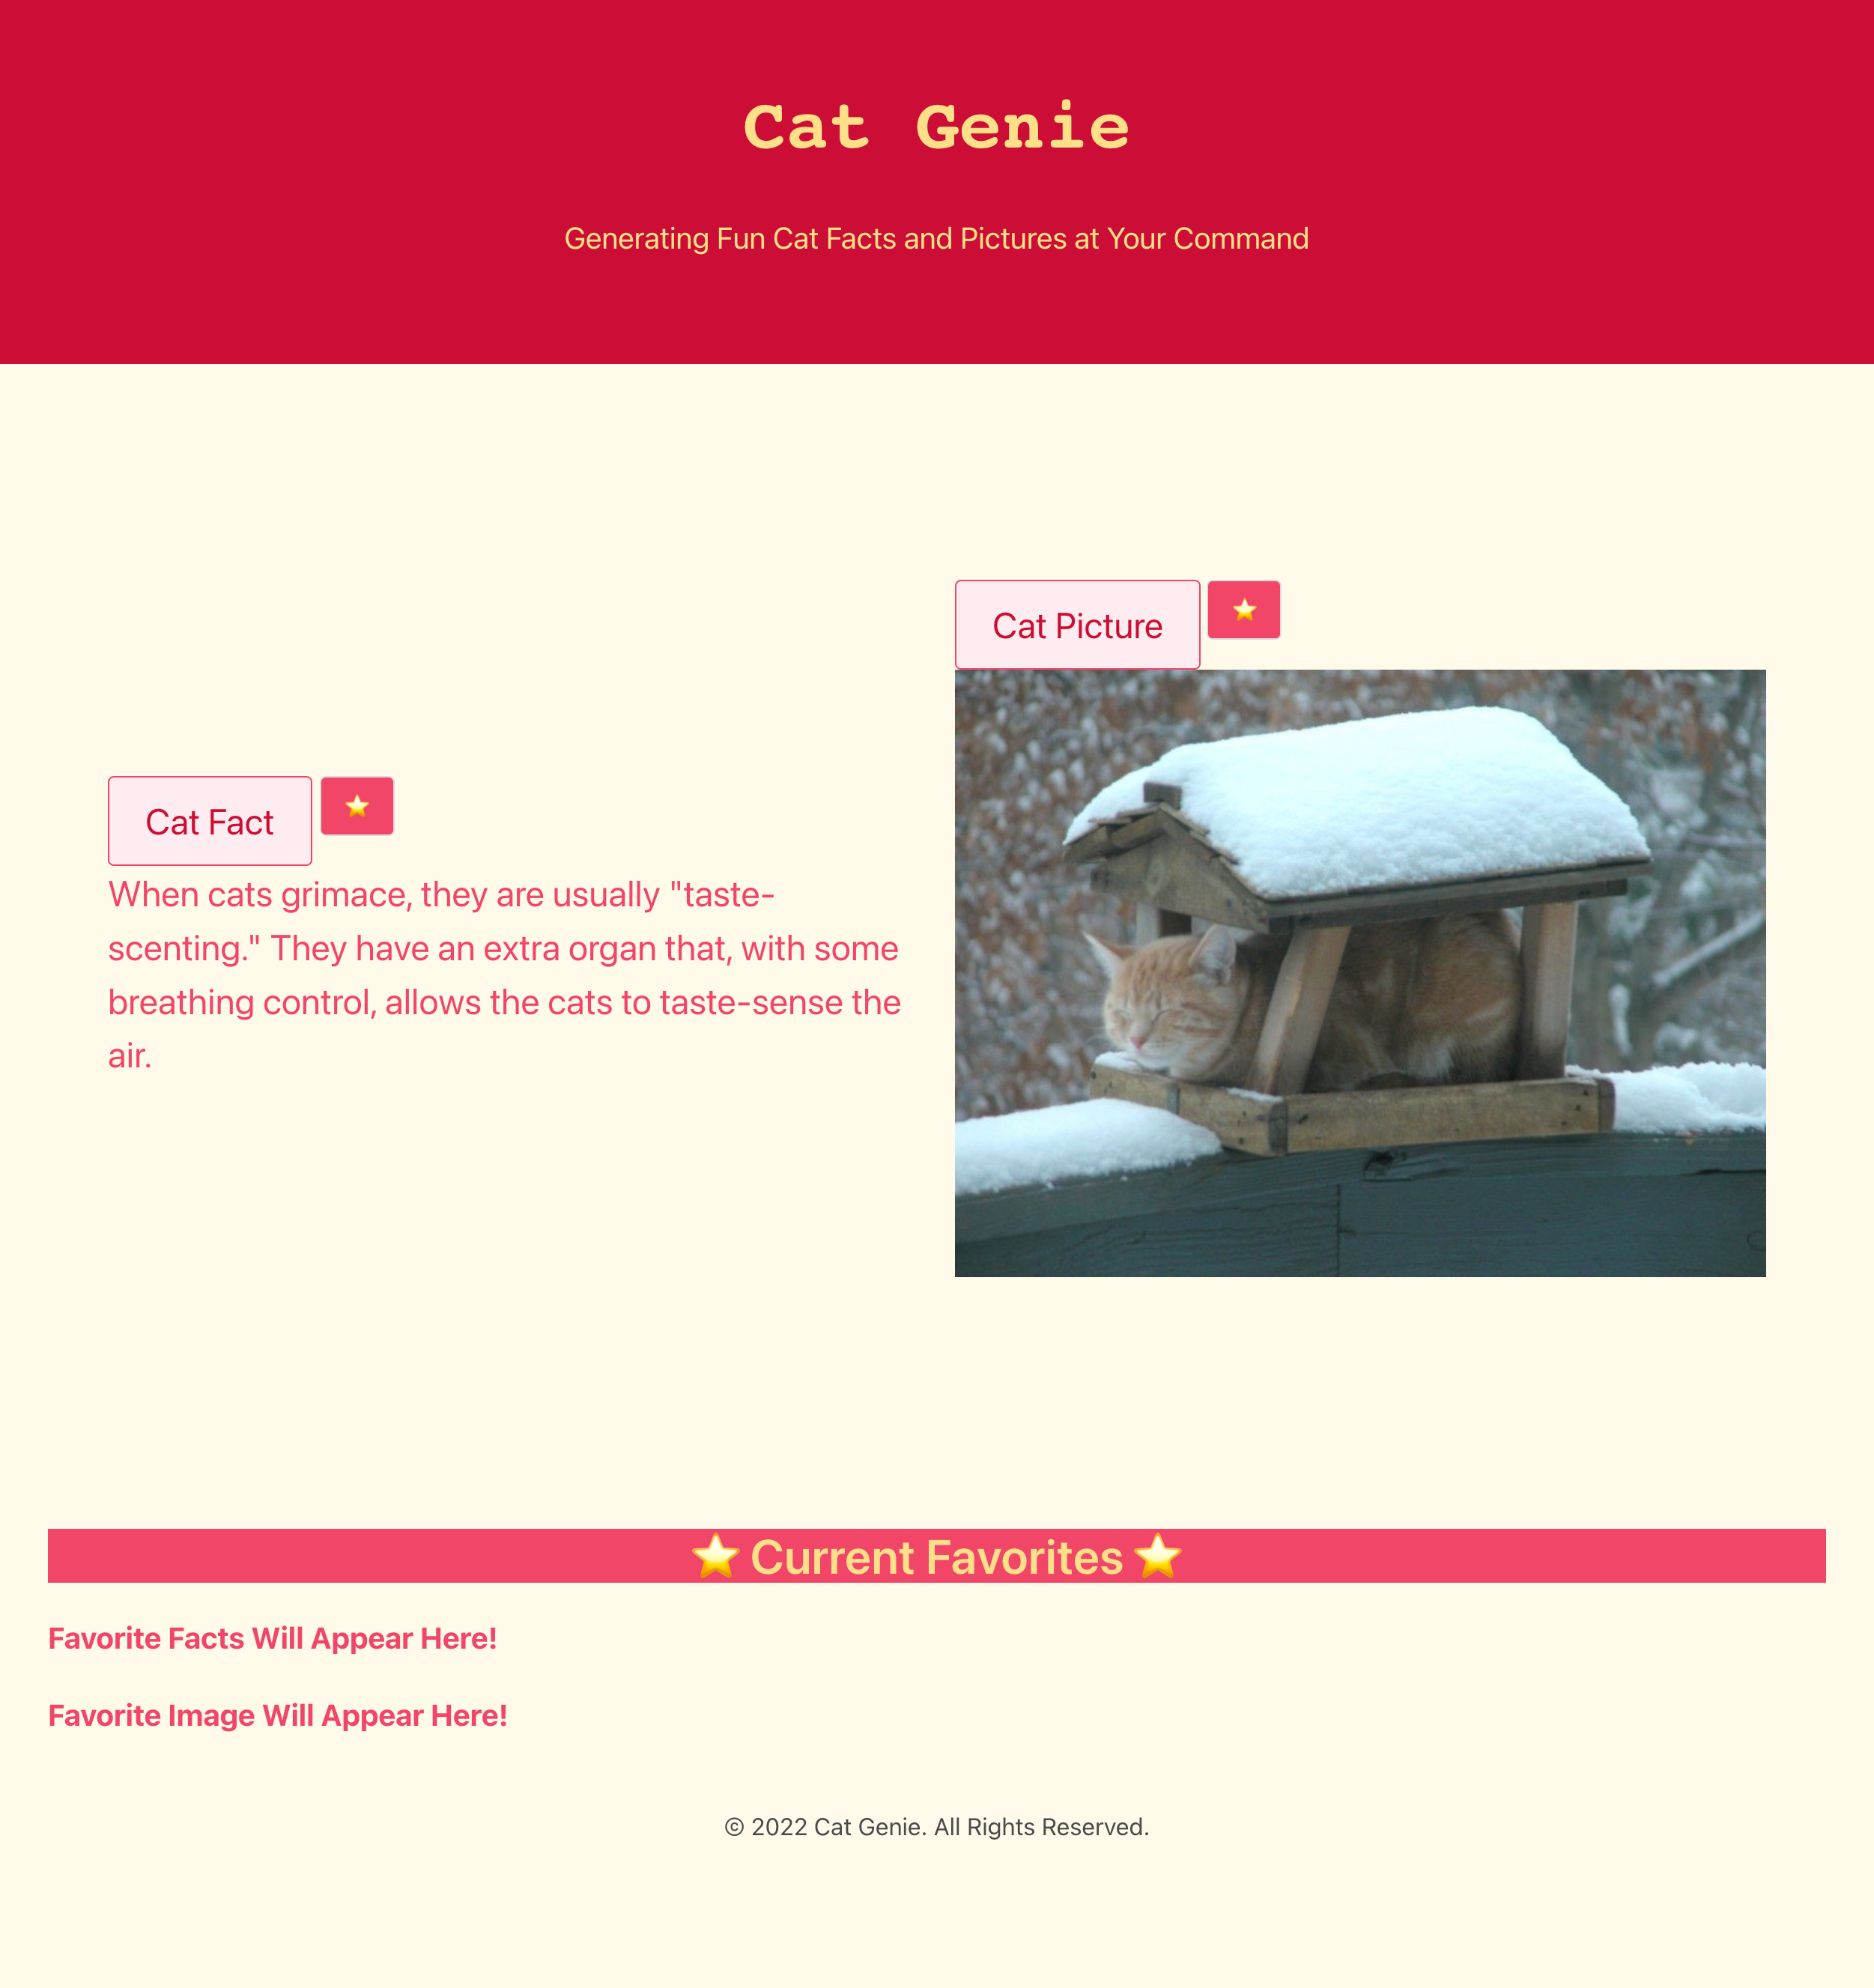 Cat Genie
Generating Fun Cat Facts and Pictures at Your Command
Cat Picture ⭐
Cat Fact ⭐
When cats grimace, they are usually "taste-
scenting." They have an extra organ that, with some
breathing control, allows the cats to taste-sense the
air.
⭐ Current Favorites ⭐
Favorite Facts Will Appear Here!
Favorite Image Will Appear Here!
© 2022 Cat Genie. All Rights Reserved.